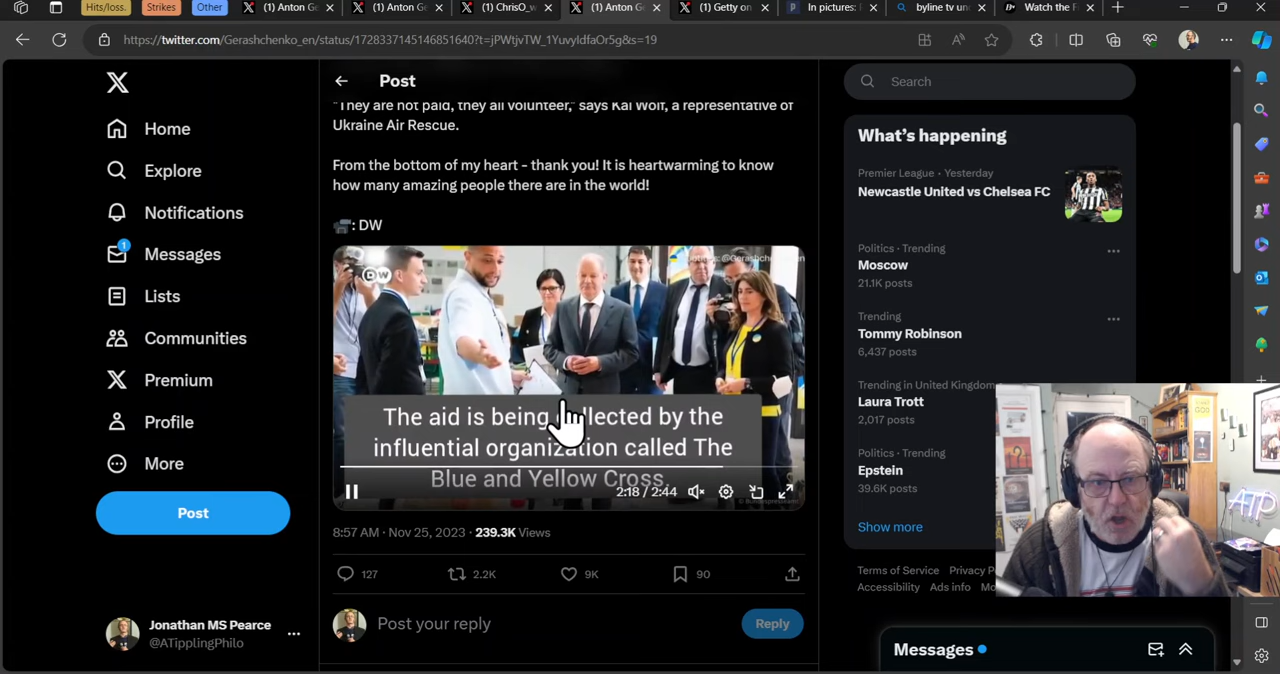 Hits/loss.
Strikes
Other
(1) Anton Ge
(1) Anton Ge
(1) ChrisO_w
(1) Anton Ge
(1) Getty on
In pictures:
byline tv und
Watch the F
https://twitter.com/Gerashchenko_en/status/1728337145146851640?t=jPWtjvTW_1YuvyIdfaOr5g&s=19
X
Home
Explore
Notifications
1
Messages
Lists
Communities
Premium
Profile
More
Post
Jonathan MS Pearce
@ATipplingPhilo
Post
"They are not paid, they all volunteer," says Kai Wolf, a representative of
Ukraine Air Rescue.
From the bottom of my heart - thank you! It is heartwarming to know
how many amazing people there are in the world!
: DW
DW
The aid is being collected by the
influential organization called The
Blue and Yellow Cross.
2:18 / 2:44
8:57 AM · Nov 25, 2023 · 239.3K Views
127
2.2K
9K
90
Post your reply
Reply
Search
What's happening
Premier League · Yesterday
Newcastle United vs Chelsea FC
Politics · Trending
Moscow
21.1K posts
Trending
Tommy Robinson
6,437 posts
Trending in United Kingdom
Laura Trott
2,017 posts
Politics · Trending
Epstein
39.6K posts
Show more
Terms of Service Privacy P
Accessibility Ads info Mo
ATP
Messages